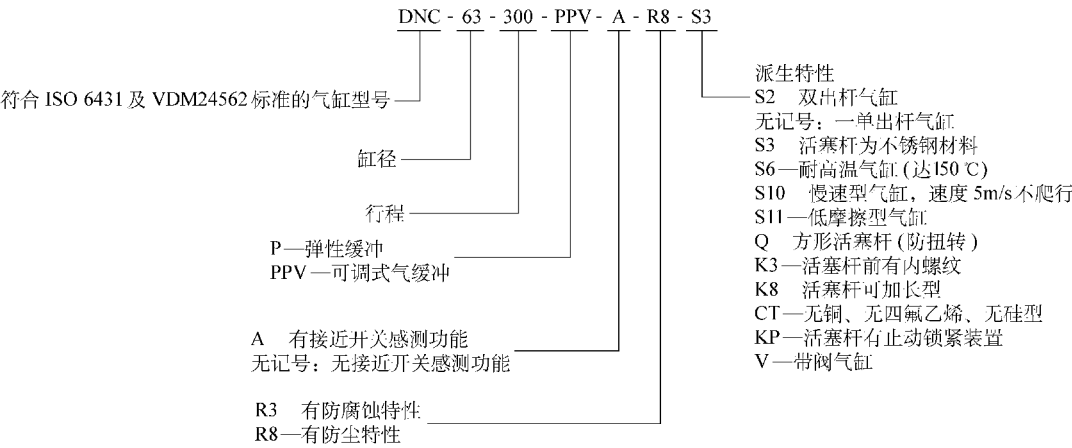 DNC - 63 - 300 - PPV - A - R8 - S3
符合 ISO 6431 及 VDM24562 标准的气缸型号
缸径
行程
P—弹性缓冲
PPV—可调式气缓冲
A 有接近开关感测功能
无记号：无接近开关感测功能
R3 有防腐蚀特性
R8—有防尘特性
派生特性
S2 双出杆气缸
无记号：一单出杆气缸
S3 活塞杆为不锈钢材料
S6—耐高温气缸(达150 ℃)
S10 慢速型气缸，速度 5m/s不爬行
S11—低摩擦型气缸
Q 方形活塞杆(防扭转)
K3—活塞杆前有内螺纹
K8 活塞杆可加长型
CT—无铜、无四氟乙烯、无硅型
KP—活塞杆有止动锁紧装置
V—带阀气缸